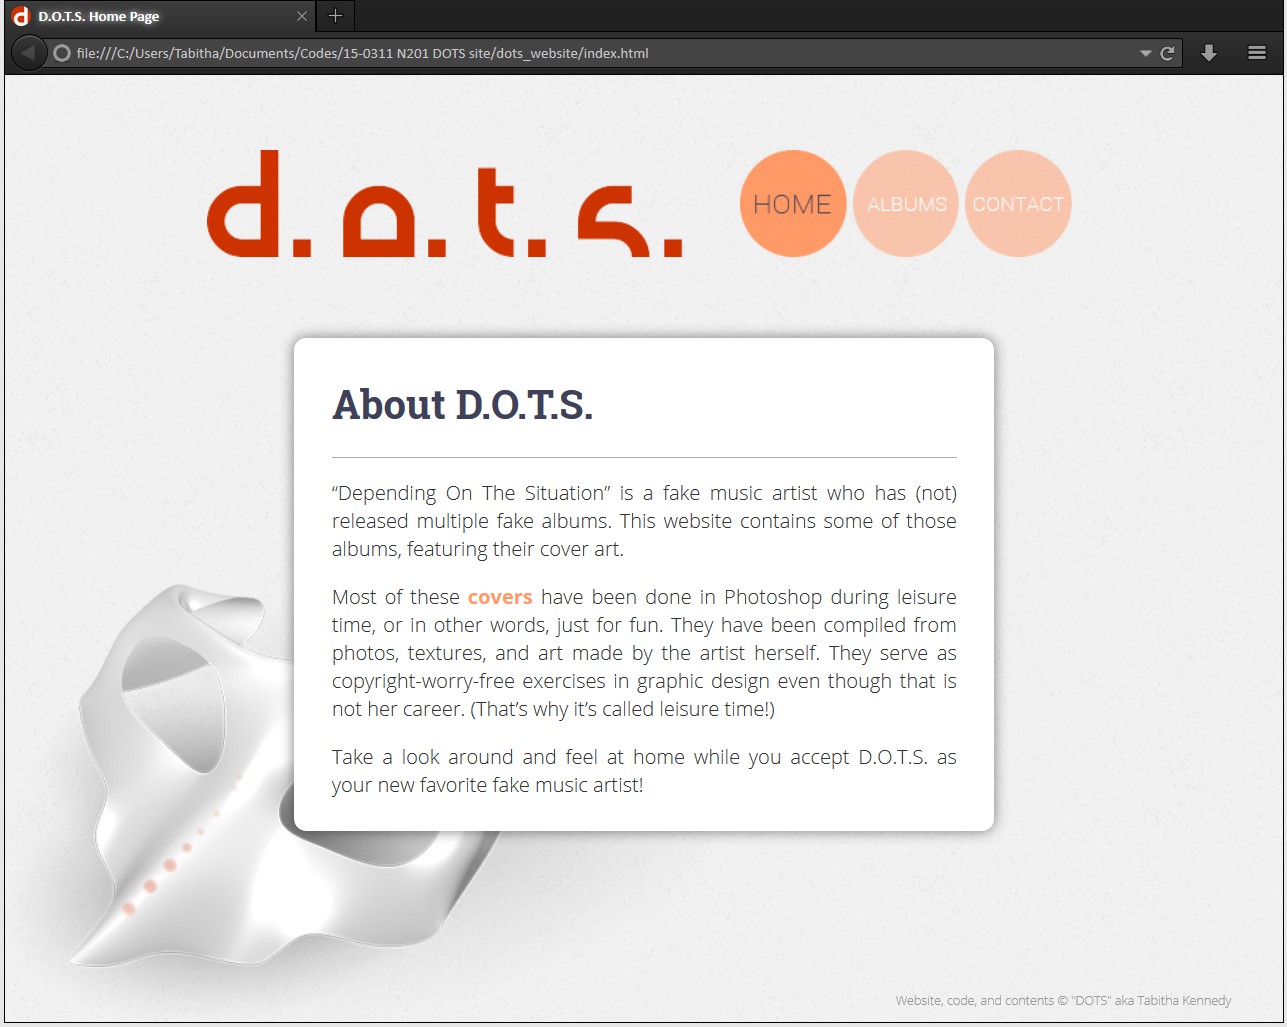 D.O.T.S. Home Page
file:///C:/Users/Tabitha/Documents/Codes/15-0311 N201 DOTS site/dots_website/index.html
d.o.t.s.
HOME
ALBUMS
CONTACT
About D.O.T.S.
“Depending On The Situation” is a fake music artist who has (not)
released multiple fake albums. This website contains some of those
albums, featuring their cover art.
Most of these covers have been done in Photoshop during leisure
time, or in other words, just for fun. They have been compiled from
photos, textures, and art made by the artist herself. They serve as
copyright-worry-free exercises in graphic design even though that is
not her career. (That’s why it’s called leisure time!)
Take a look around and feel at home while you accept D.O.T.S. as
your new favorite fake music artist!
Website, code, and contents © "DOTS" aka Tabitha Kennedy